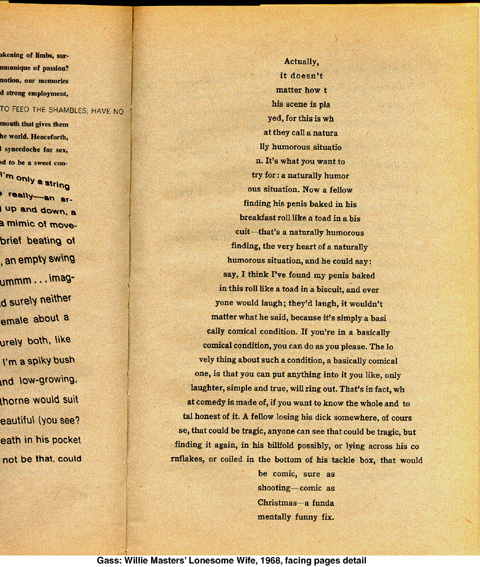 akening of limbs, sur-
mmunique of passion?
motion, our memories
d strong employment,
TO FEED THE SHAMBLES; HAVE NO
mouth that gives them
he world. Henceforth,
l synecdoche for sex,
od to be a sweet con-
I'm only a string
really—an ar-
up and down, a
a mimic of move-
brief beating of
, an empty swing
ummm . . . imag-
d surely neither
emale about a
urely both, like
I'm a spiky bush
and low-growing,
thorne would suit
eautiful (you see?
eath in his pocket
not be that, could
Actually,
it doesn't
matter how t
his scene is pla
yed, for this is wh
at they call a natura
lly humorous situatio
n. It's what you want to
try for: a naturally humor
ous situation. Now a fellow
finding his penis baked in his
breakfast roll like a toad in a bis
cuit—that's a naturally humorous
finding, the very heart of a naturally
humorous situation, and he could say:
say, I think I've found my penis baked
in this roll like a toad in a biscuit, and ever
yone would laugh; they'd laugh, it wouldn't
matter what he said, because it's simply a basi
cally comical condition. If you're in a basically
comical condition, you can do as you please. The lo
vely thing about such a condition, a basically comical
one, is that you can put anything into it you like, only
laughter, simple and true, will ring out. That's in fact, wh
at comedy is made of, if you want to know the whole and to
tal honest of it. A fellow losing his dick somewhere, of cours
se, that could be tragic, anyone can see that could be tragic, but
finding it again, in his billfold possibly, or lying across his co
rnflakes, or coiled in the bottom of his tackle box, that would
be comic, sure as
shooting—comic as
Christmas—a funda
mentally funny fix.
Gass: Willie Masters' Lonesome Wife, 1968, facing pages detail